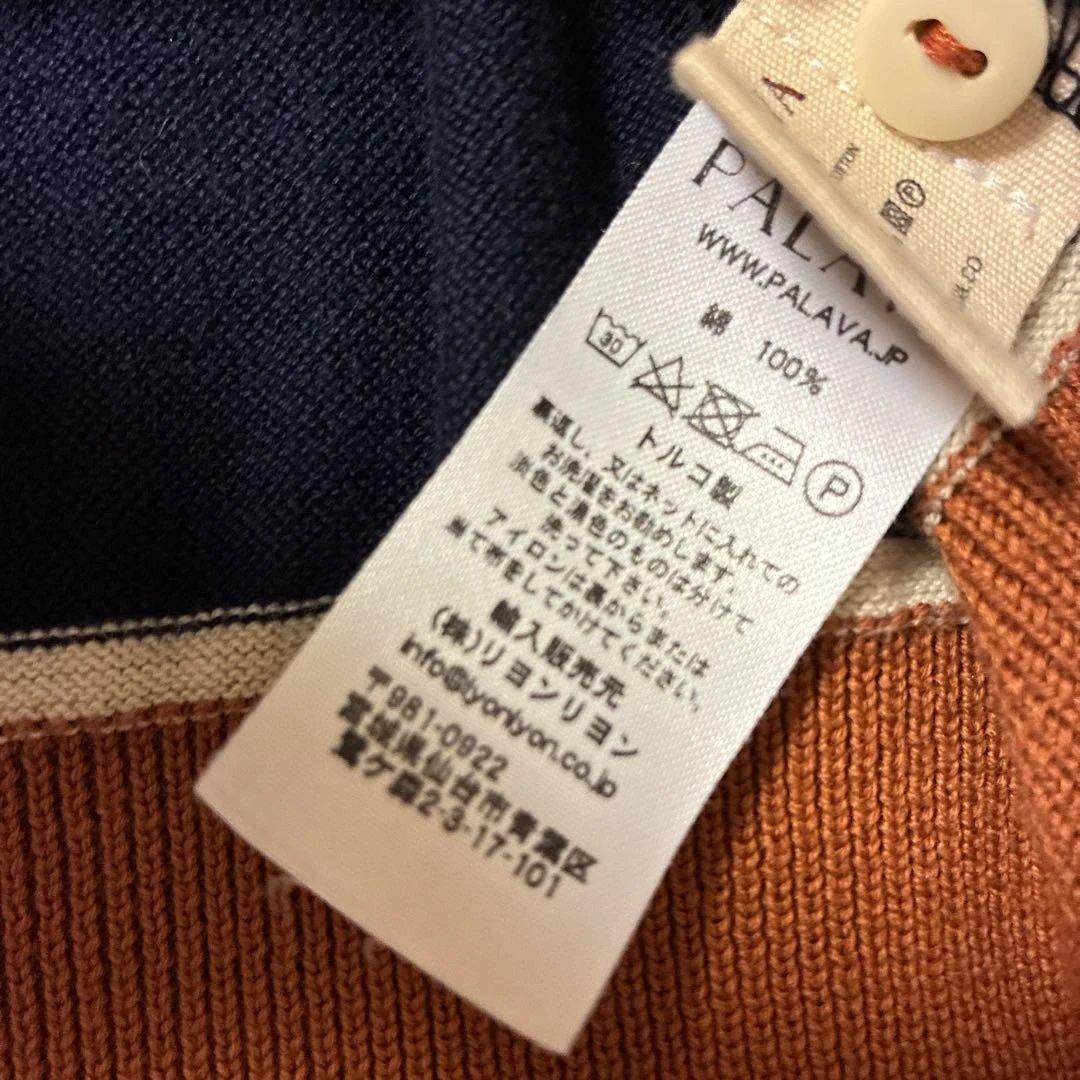 PALAV
WWW.PALAVA.JP
綿 100%
30
P
トルコ製
裏返し、又はネットに入れての
お洗濯をお勧めします。
淡色と濃色のものは分けて
洗って下さい。
アイロンは裏からまたは
当て布をしてかけてください。
輸入販売元
(株)リヨンリヨン
info@lyonlyon.co.jp
〒981-0922
宮城県仙台市青葉区
鷺ケ森2-3-17-101
A
P
.CO